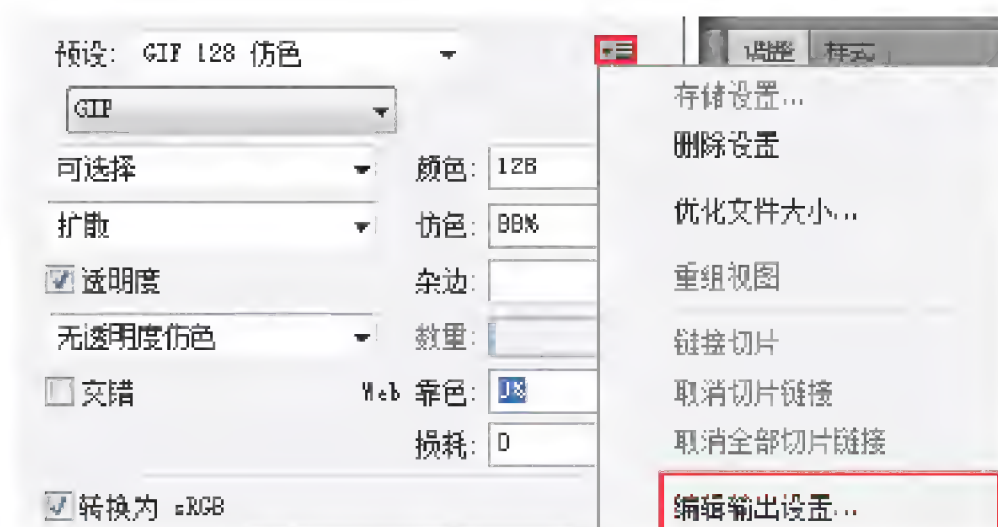 预设: GIF 128 仿色
GIF
可选择
颜色: 128
扩散
仿色: 88%
透明度
杂边:
无透明度仿色
数量:
交错
Web 靠色: 0%
损耗: 0
转换为 sRGB
调整 样式
存储设置...
删除设置
优化文件大小...
重组视图
链接切片
取消切片链接
取消全部切片链接
编辑输出设置...